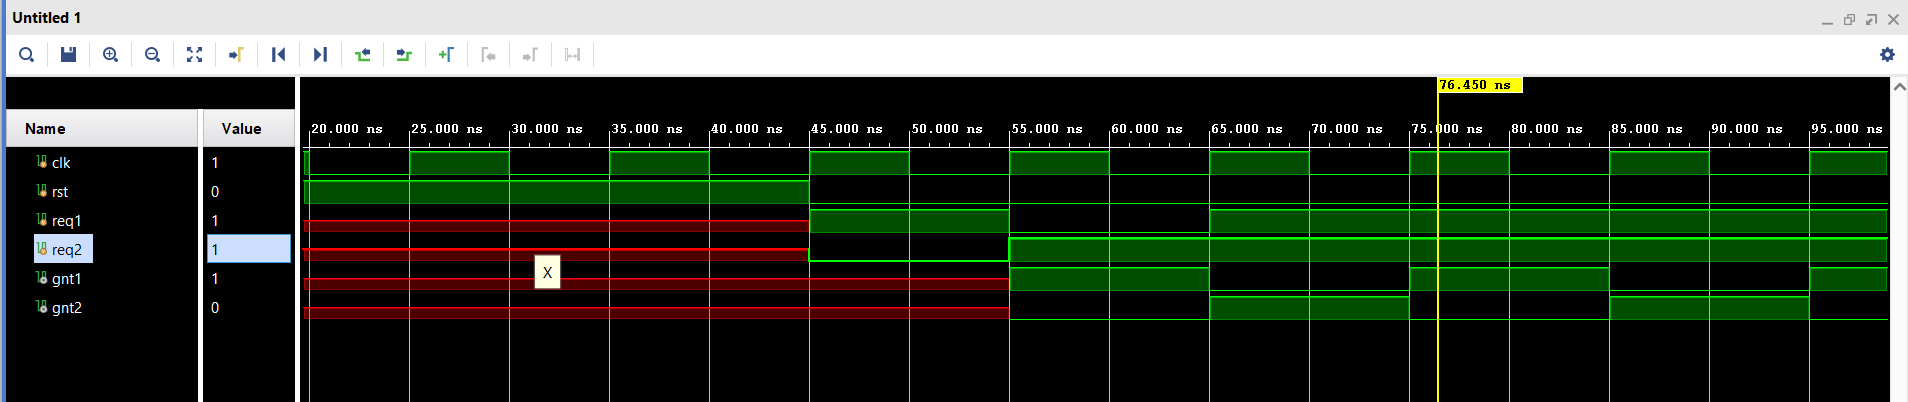 Untitled 1
76.450 ns
Name Value
20.000 ns 25.000 ns 30.000 ns 35.000 ns 40.000 ns 45.000 ns 50.000 ns 55.000 ns 60.000 ns 65.000 ns 70.000 ns 75.000 ns 80.000 ns 85.000 ns 90.000 ns 95.000 ns
clk 1
rst 0
req1 1
req2 1
X
gnt1 1
gnt2 0